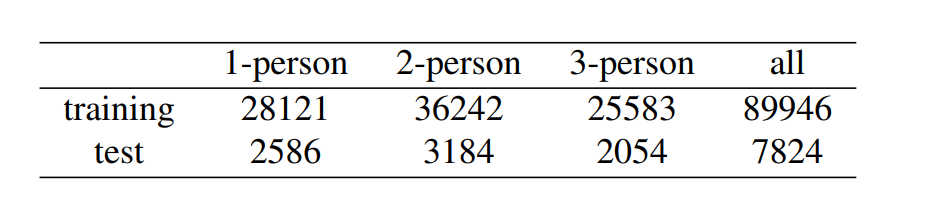 1-person 2-person 3-person all
training 28121 36242 25583 89946
test 2586 3184 2054 7824